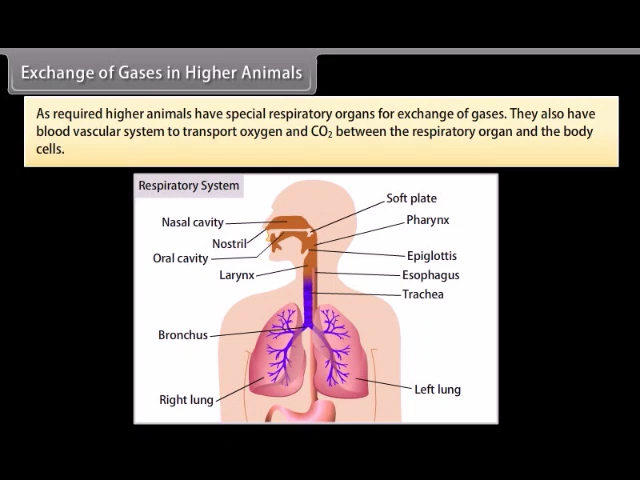 Exchange of Gases in Higher Animals
As required higher animals have special respiratory organs for exchange of gases. They also have
blood vascular system to transport oxygen and CO₂ between the respiratory organ and the body
cells.
Respiratory System
Soft plate
Nasal cavity
Pharynx
Nostril
Oral cavity
Epiglottis
Larynx
Esophagus
Trachea
Bronchus
Left lung
Right lung